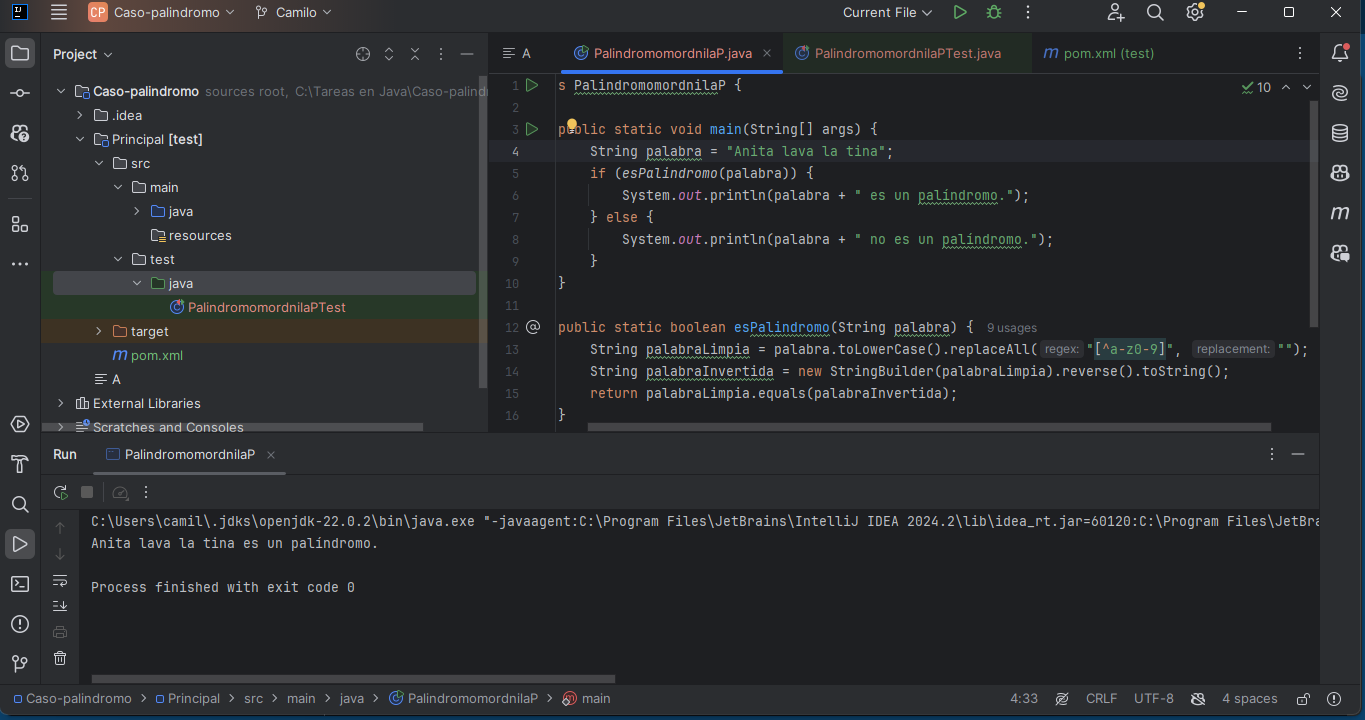 CP Caso-palindromo Camilo Current File
Project
A PalindromomordnilaP.java PalindromomordnilaPTest.java m pom.xml (test)
Caso-palindromo sources root, C:\Tareas en Java\Caso-palind
.idea
Principal [test]
src
main
java
resources
test
java
PalindromomordnilaPTest
target
m pom.xml
A
External Libraries
Scratches and Consoles
10
1 s PalindromomordnilaP {
2
3 public static void main(String[] args) {
4 String palabra = "Anita lava la tina";
5 if (esPalindromo(palabra)) {
6 System.out.println(palabra + " es un palíndromo.");
7 } else {
8 System.out.println(palabra + " no es un palíndromo.");
9 }
10 }
11
12 public static boolean esPalindromo(String palabra) { 9 usages
13 String palabraLimpia = palabra.toLowerCase().replaceAll( regex: "[^a-z0-9]", replacement: "");
14 String palabraInvertida = new StringBuilder(palabraLimpia).reverse().toString();
15 return palabraLimpia.equals(palabraInvertida);
16 }
Run PalindromomordnilaP
C:\Users\camil\.jdks\openjdk-22.0.2\bin\java.exe "-javaagent:C:\Program Files\JetBrains\IntelliJ IDEA 2024.2\lib\idea_rt.jar=60120:C:\Program Files\JetBra
Anita lava la tina es un palíndromo.
Process finished with exit code 0
Caso-palindromo > Principal > src > main > java > PalindromomordnilaP > main 4:33 CRLF UTF-8 4 spaces